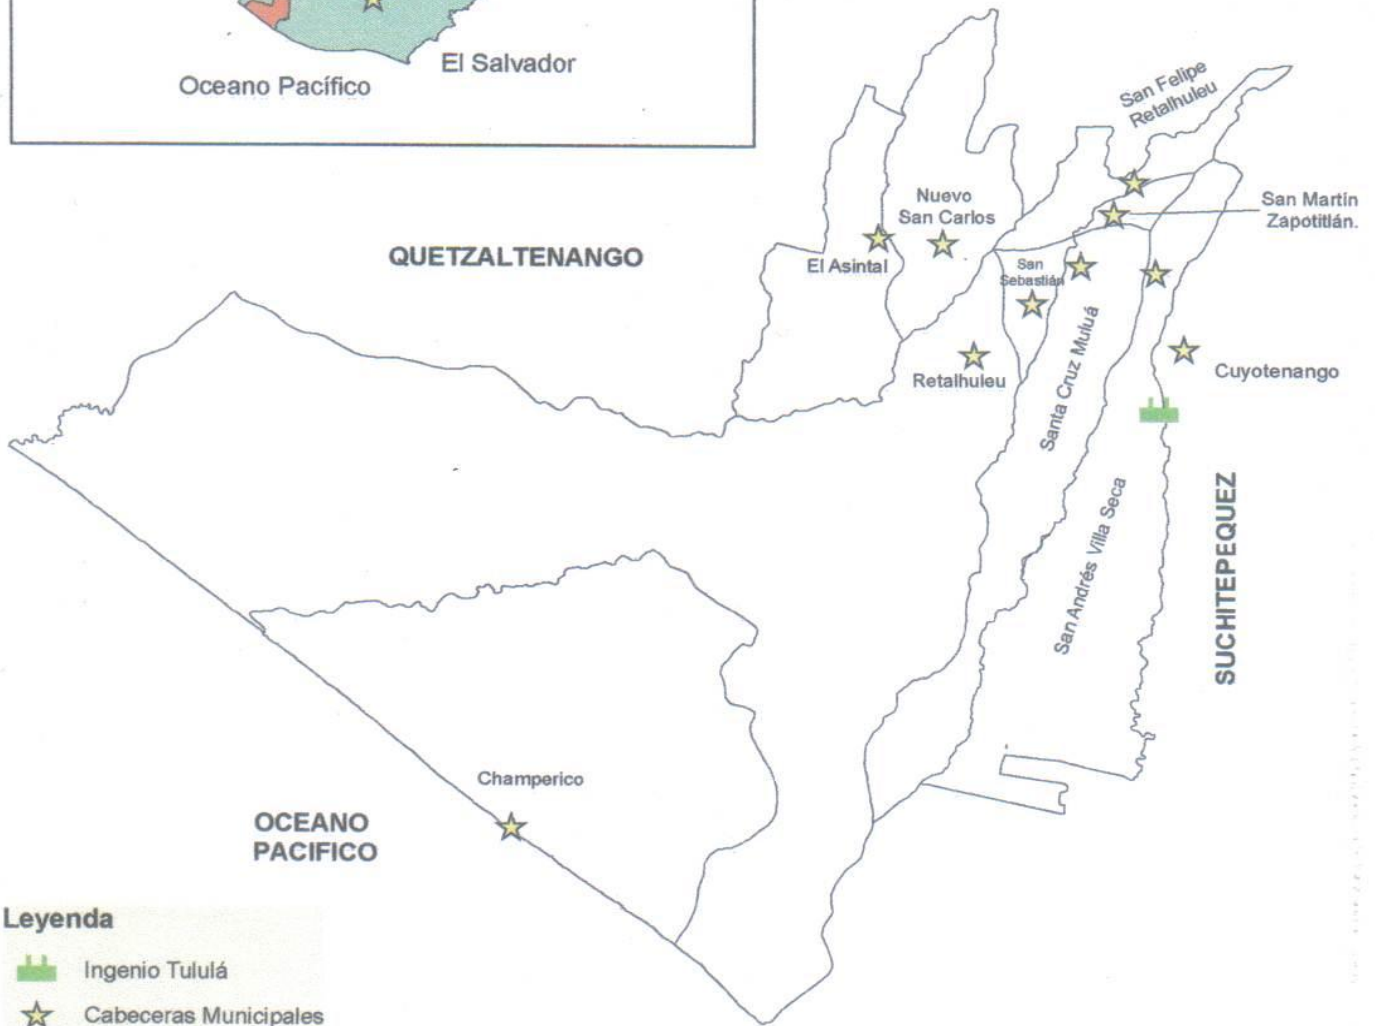 El Salvador
Oceano Pacífico
San Felipe
Retalhuleu
Nuevo
San Carlos
San Martín
Zapotitlán.
QUETZALTENANGO
El Asintal
San
Sebastián
Retalhuleu
Santa Cruz Muluá
Cuyotenango
San Andrés Villa Seca
SUCHITEPEQUEZ
Champerico
OCEANO
PACIFICO
Leyenda
Ingenio Tululá
Cabeceras Municipales